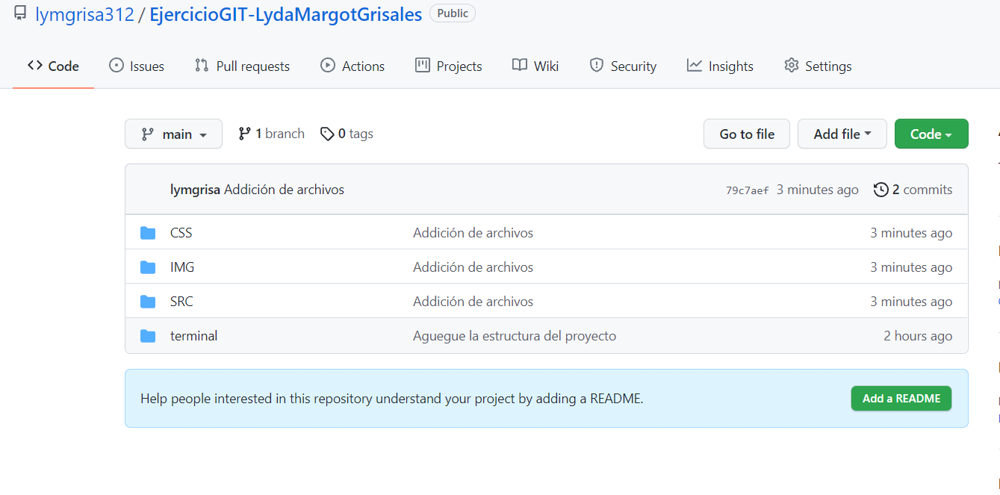 lymgrisa312 / EjercicioGIT-LydaMargotGrisales Public
Code Issues Pull requests Actions Projects Wiki Security Insights Settings
main 1 branch 0 tags Go to file Add file Code
lymgrisa Addición de archivos 79c7aef 3 minutes ago 2 commits
CSS Addición de archivos 3 minutes ago
IMG Addición de archivos 3 minutes ago
SRC Addición de archivos 3 minutes ago
terminal Aguegue la estructura del proyecto 2 hours ago
Help people interested in this repository understand your project by adding a README. Add a README